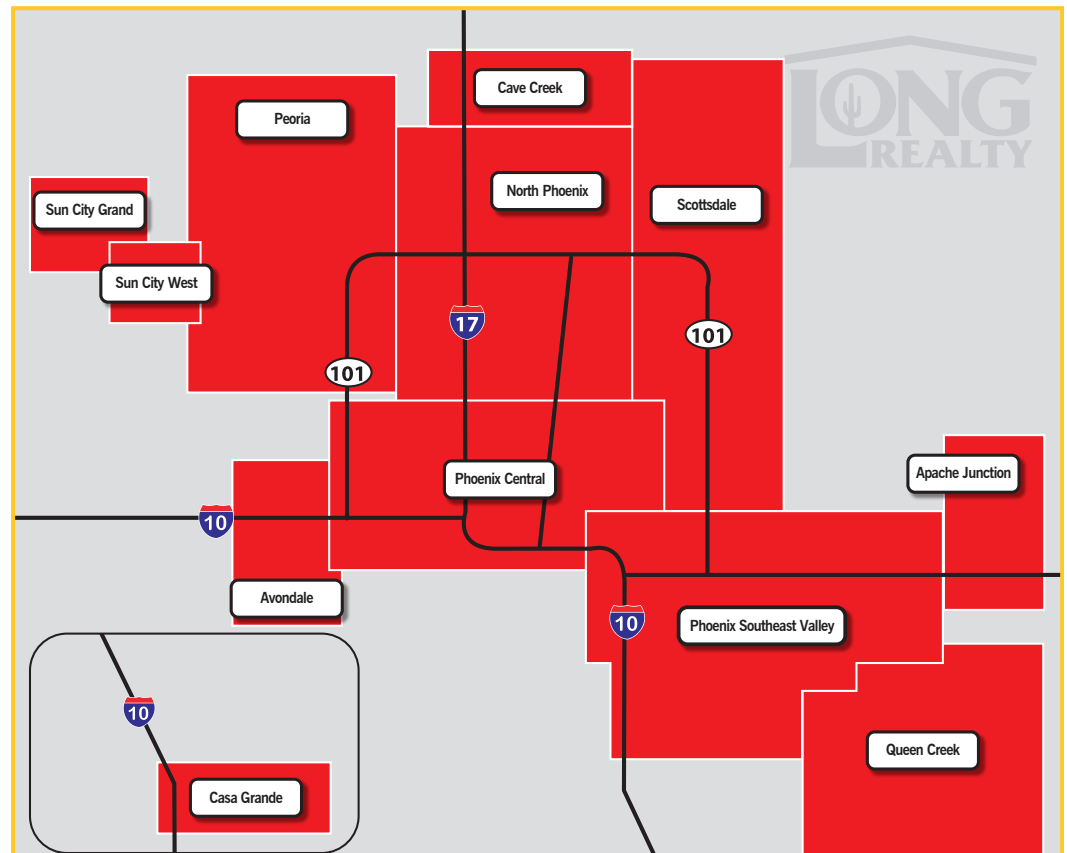 Cave Creek
Peoria
LONG
REALTY
North Phoenix
Scottsdale
Sun City Grand
Sun City West
17
101
101
Apache Junction
Phoenix Central
10
Avondale
10
Phoenix Southeast Valley
10
Queen Creek
Casa Grande